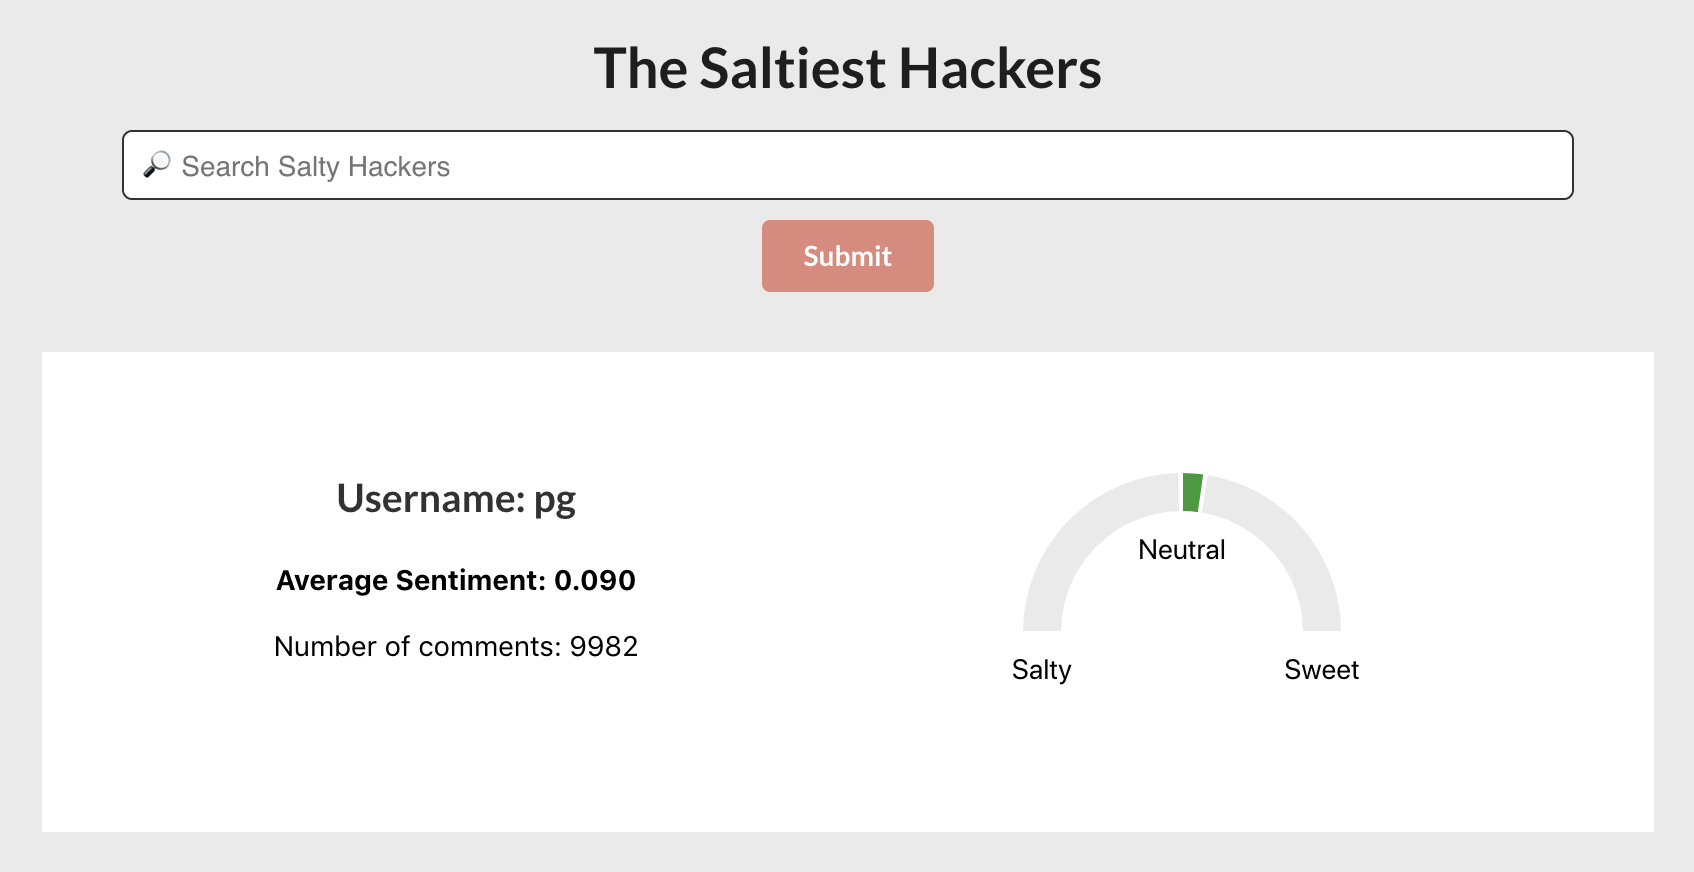 The Saltiest Hackers
🔎 Search Salty Hackers
Submit
Username: pg
Average Sentiment: 0.090
Number of comments: 9982
Neutral
Salty
Sweet